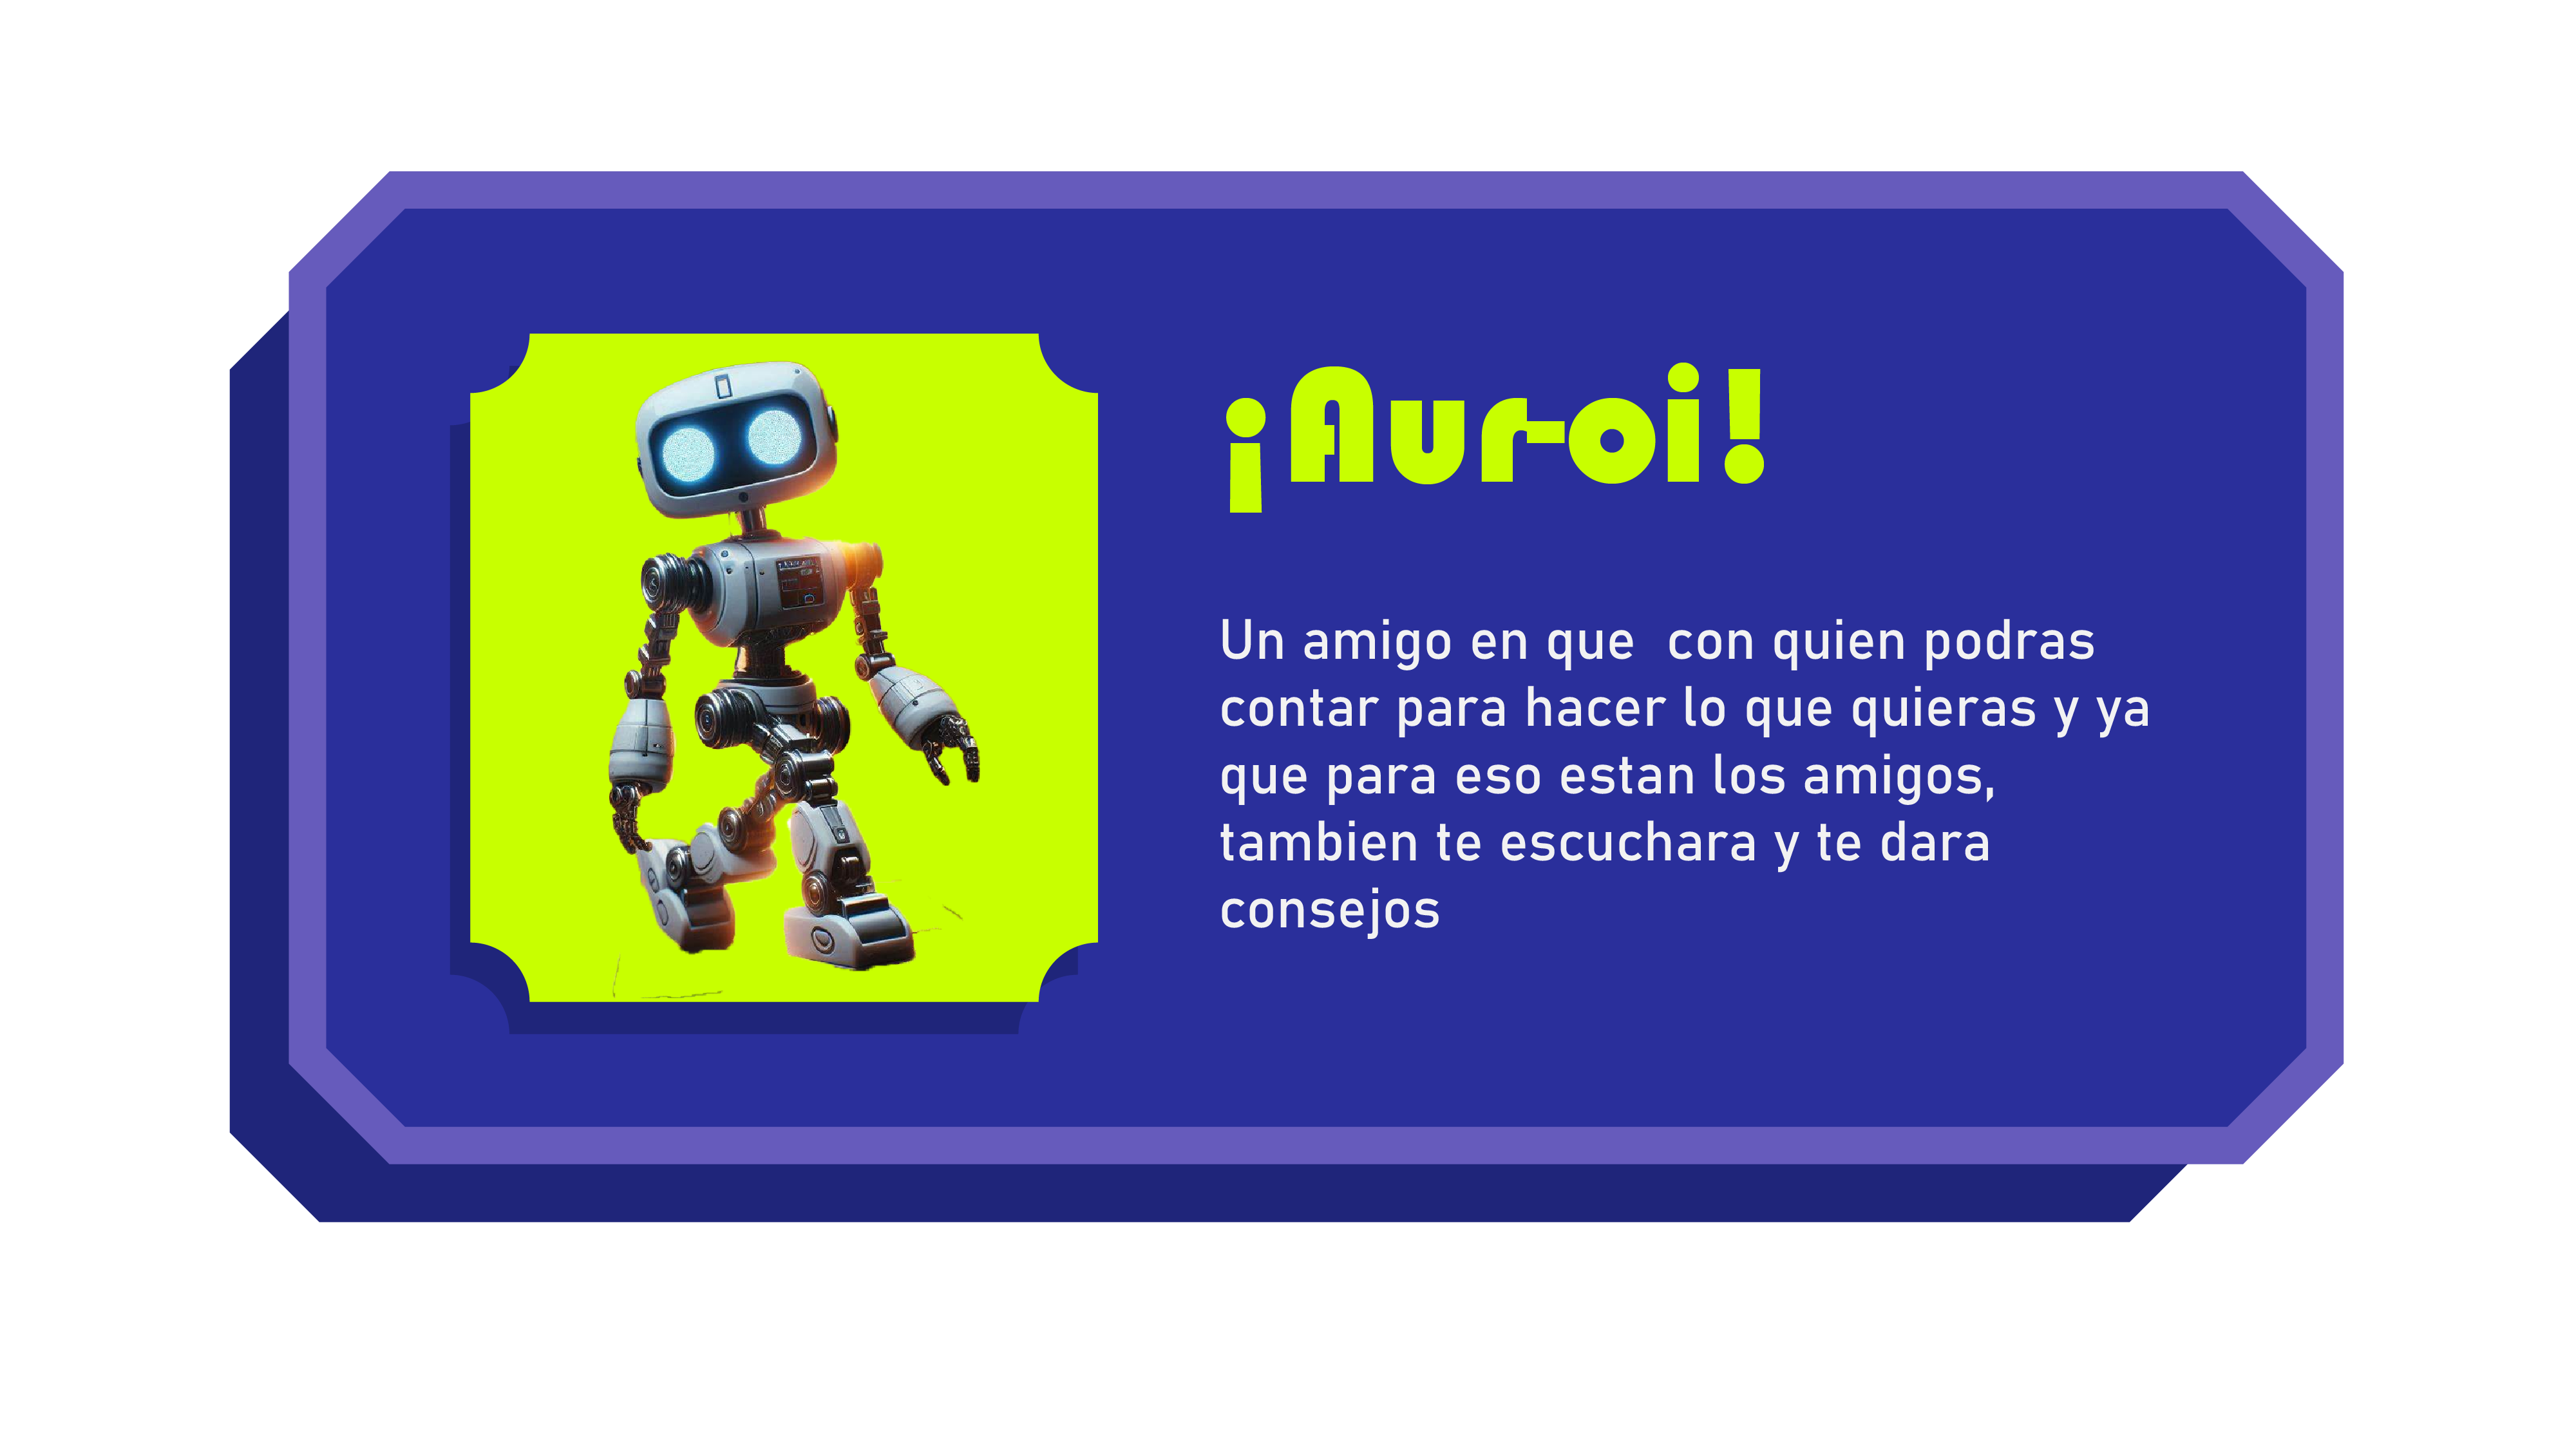 ¡Aur-oi!
Un amigo en que  con quien podras
contar para hacer lo que quieras y ya
que para eso estan los amigos,
tambien te escuchara y te dara
consejos